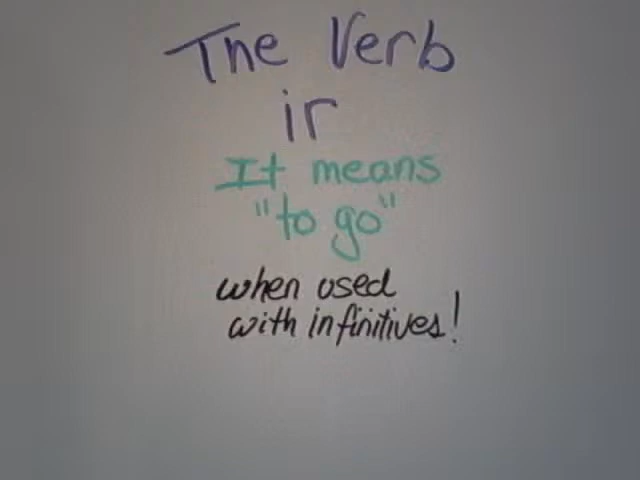 The Verb
ir
It means
"to go"
when used
with infinitives!